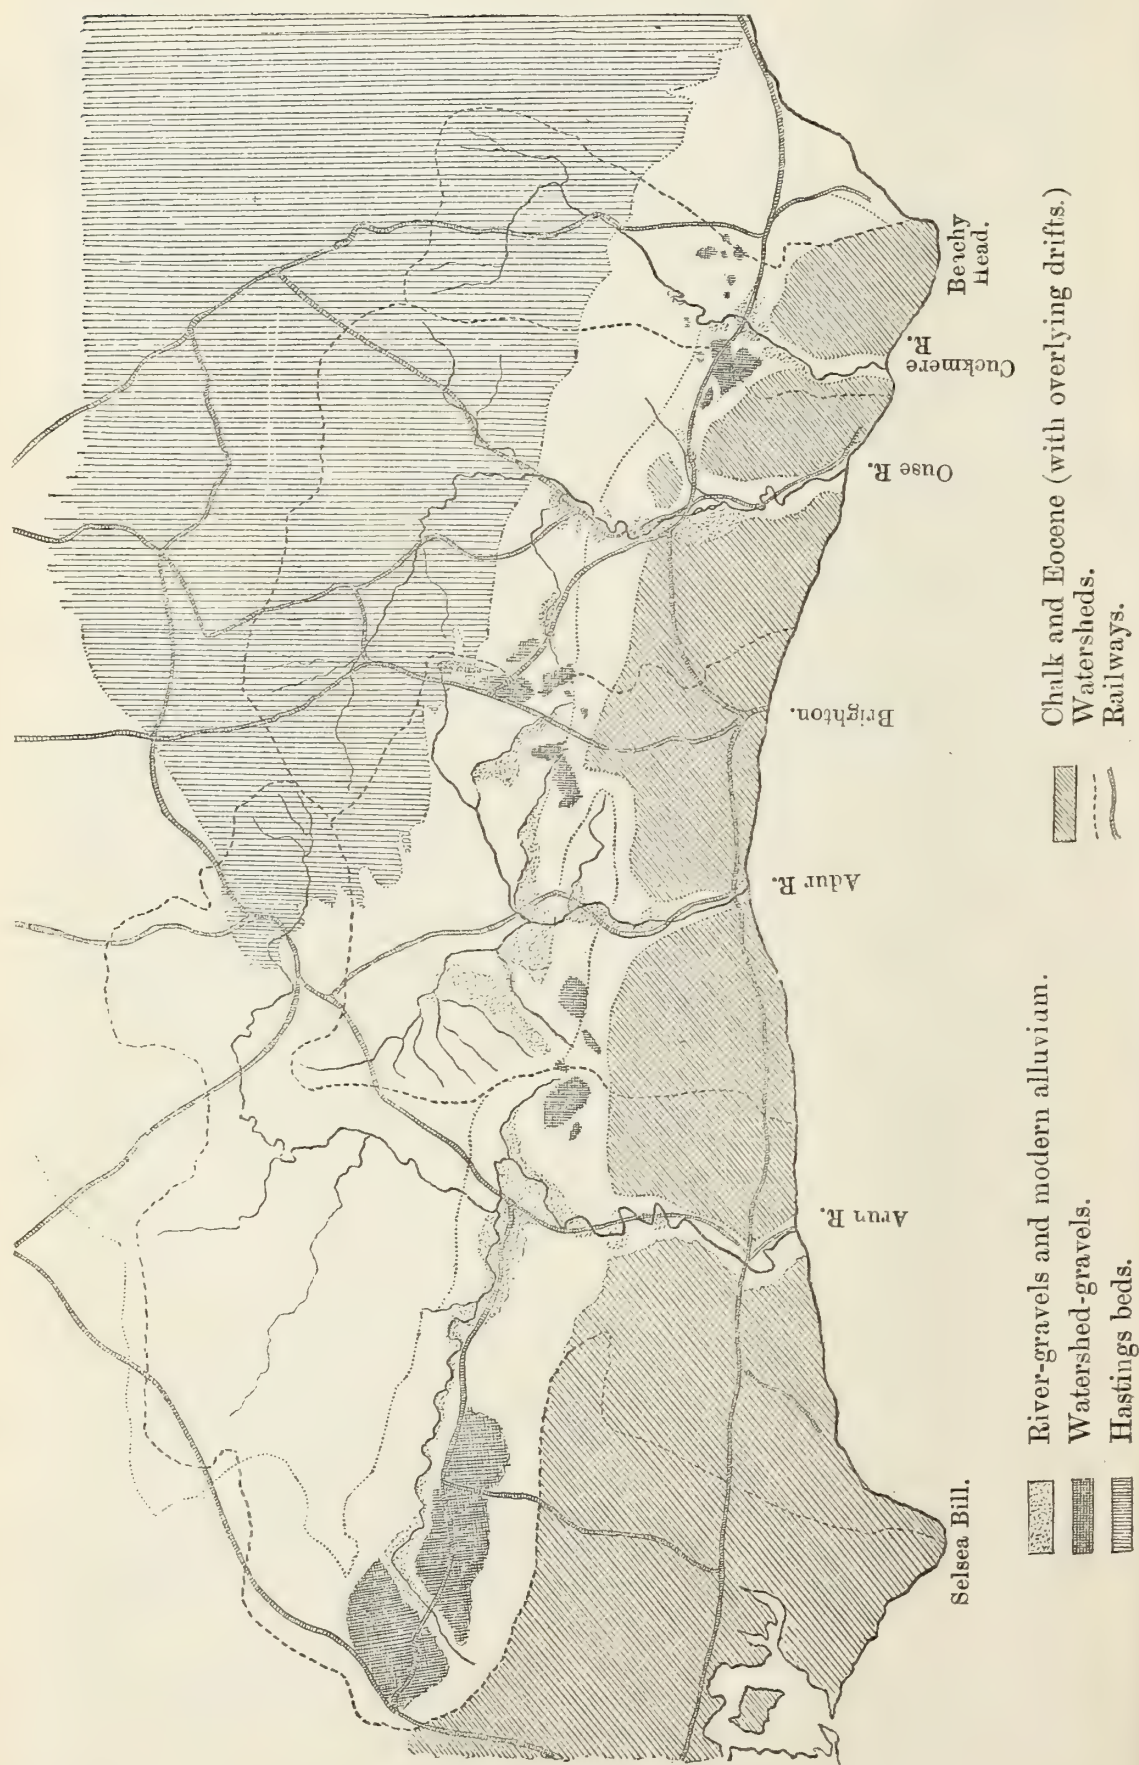 Selsea Bill.
Arun R.
Adur R.
Brighton.
Ouse R.
Cuckmere
R.
Beachy
Head.
River-gravels and modern alluvium.
Watershed-gravels.
Hastings beds.
Chalk and Eocene (with overlying drifts.)
Watersheds.
Railways.